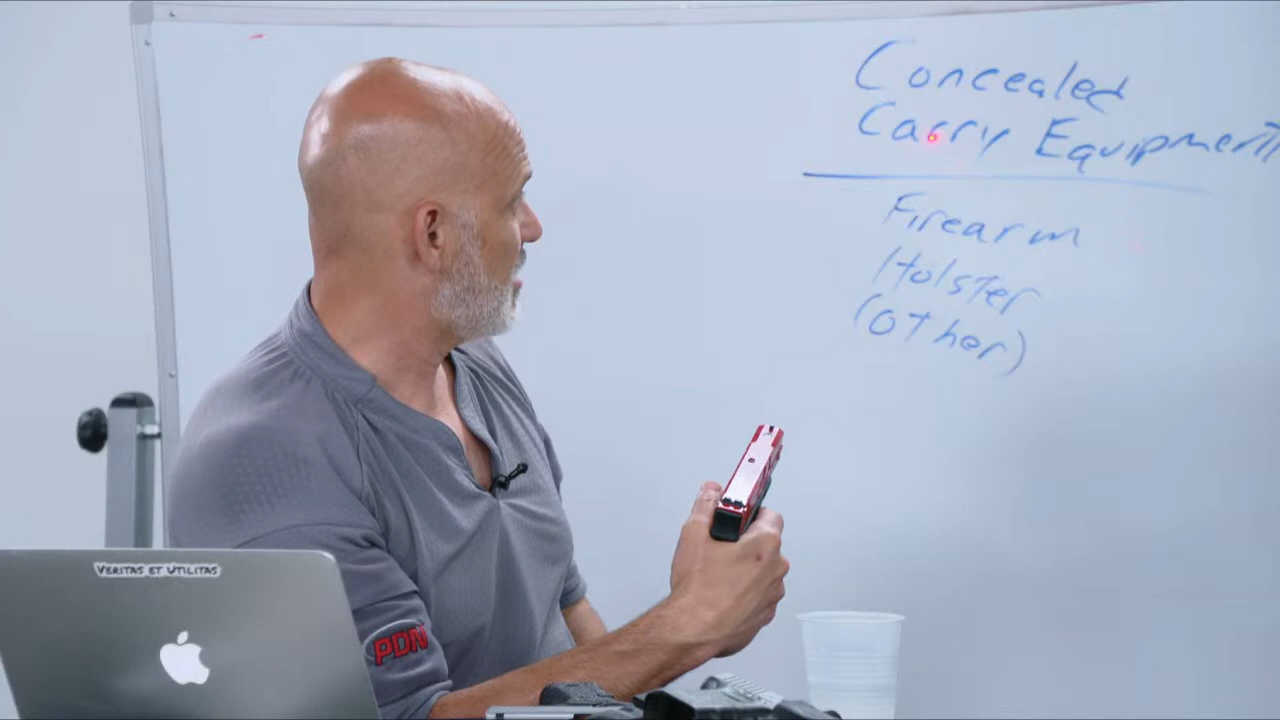 Concealed
Carry Equipment
Firearm
Holster
(Other)
VERITAS ET UTILITAS
PDN